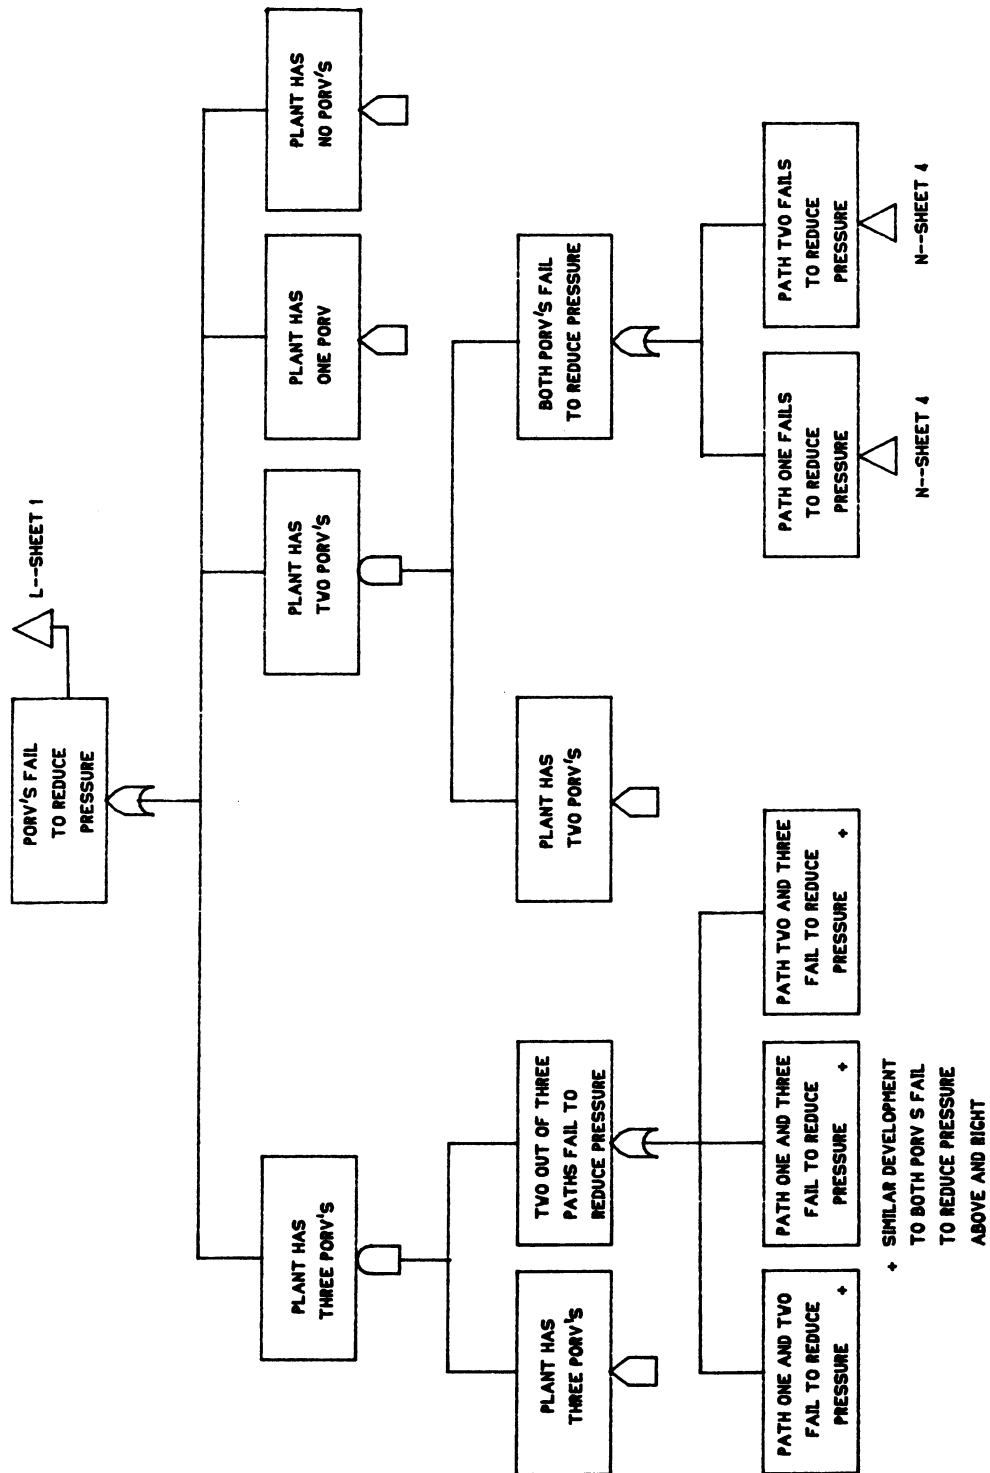 L--SHEET 1
PORV'S FAIL
TO REDUCE
PRESSURE
PLANT HAS
THREE PORV'S
PLANT HAS
TWO PORV'S
PLANT HAS
ONE PORV
PLANT HAS
NO PORV'S
PLANT HAS
THREE PORV'S
TWO OUT OF THREE
PATHS FAIL TO
REDUCE PRESSURE
PLANT HAS
TWO PORV'S
BOTH PORV'S FAIL
TO REDUCE PRESSURE
PATH ONE AND TWO
FAIL TO REDUCE
PRESSURE +
PATH ONE AND THREE
FAIL TO REDUCE
PRESSURE +
PATH TWO AND THREE
FAIL TO REDUCE
PRESSURE +
PATH ONE FAILS
TO REDUCE
PRESSURE
PATH TWO FAILS
TO REDUCE
PRESSURE
N--SHEET 4
N--SHEET 4
+ SIMILAR DEVELOPMENT
TO BOTH PORV S FAIL
TO REDUCE PRESSURE
ABOVE AND RIGHT